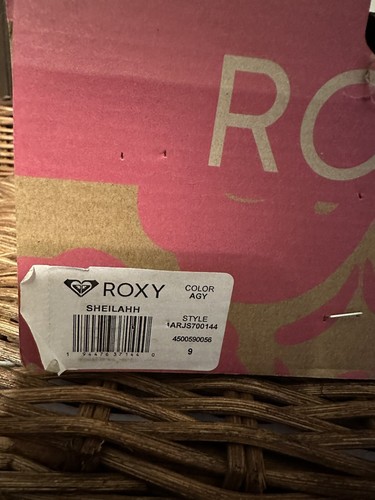 RO
ROXY
SHEILAHH
COLOR
AGY
STYLE
ARJS700144
4500590056
9